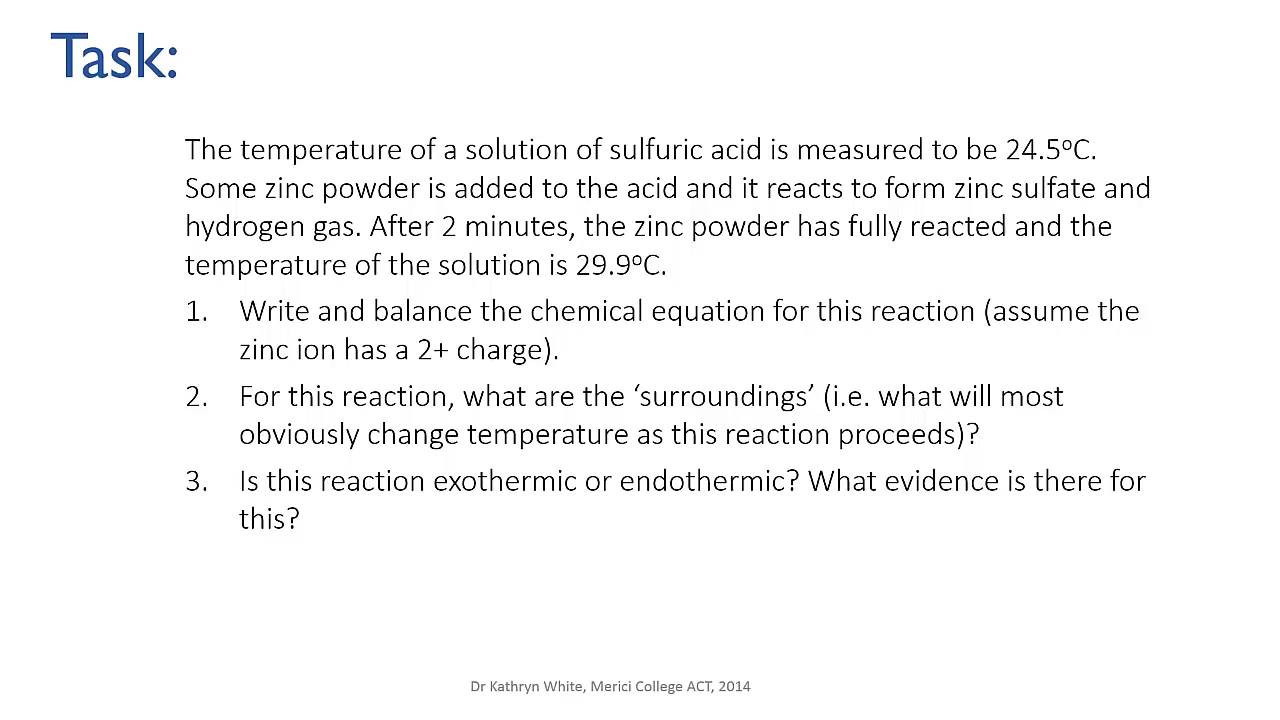 Task:
The temperature of a solution of sulfuric acid is measured to be 24.5ºC.
Some zinc powder is added to the acid and it reacts to form zinc sulfate and
hydrogen gas. After 2 minutes, the zinc powder has fully reacted and the
temperature of the solution is 29.9ºC.
1. Write and balance the chemical equation for this reaction (assume the
zinc ion has a 2+ charge).
2. For this reaction, what are the ‘surroundings’ (i.e. what will most
obviously change temperature as this reaction proceeds)?
3. Is this reaction exothermic or endothermic? What evidence is there for
this?
Dr Kathryn White, Merici College ACT, 2014